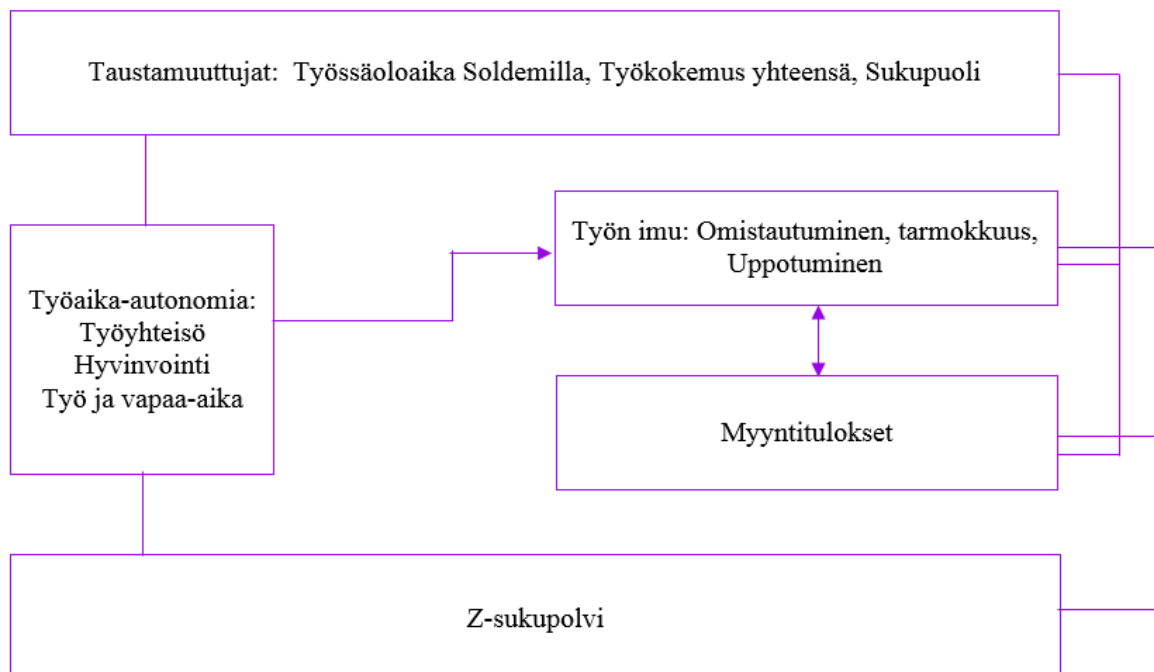 Taustamuuttujat: Työssäoloaika Soldemilla, Työkokemus yhteensä, Sukupuoli
Työn imu: Omistautuminen, tarmokkuus,
Uppotuminen
Työaika-autonomia:
Työyhteisö
Hyvinvointi
Työ ja vapaa-aika
Myyntitulokset
Z-sukupolvi